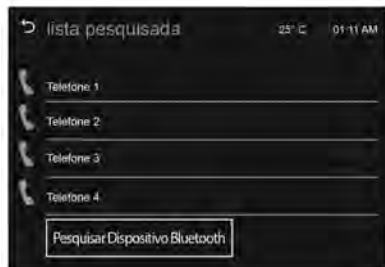 lista pesquisada
25° C
01:11 AM
Telefone 1
Telefone 2
Telefone 3
Telefone 4
Pesquisar Dispositivo Bluetooth